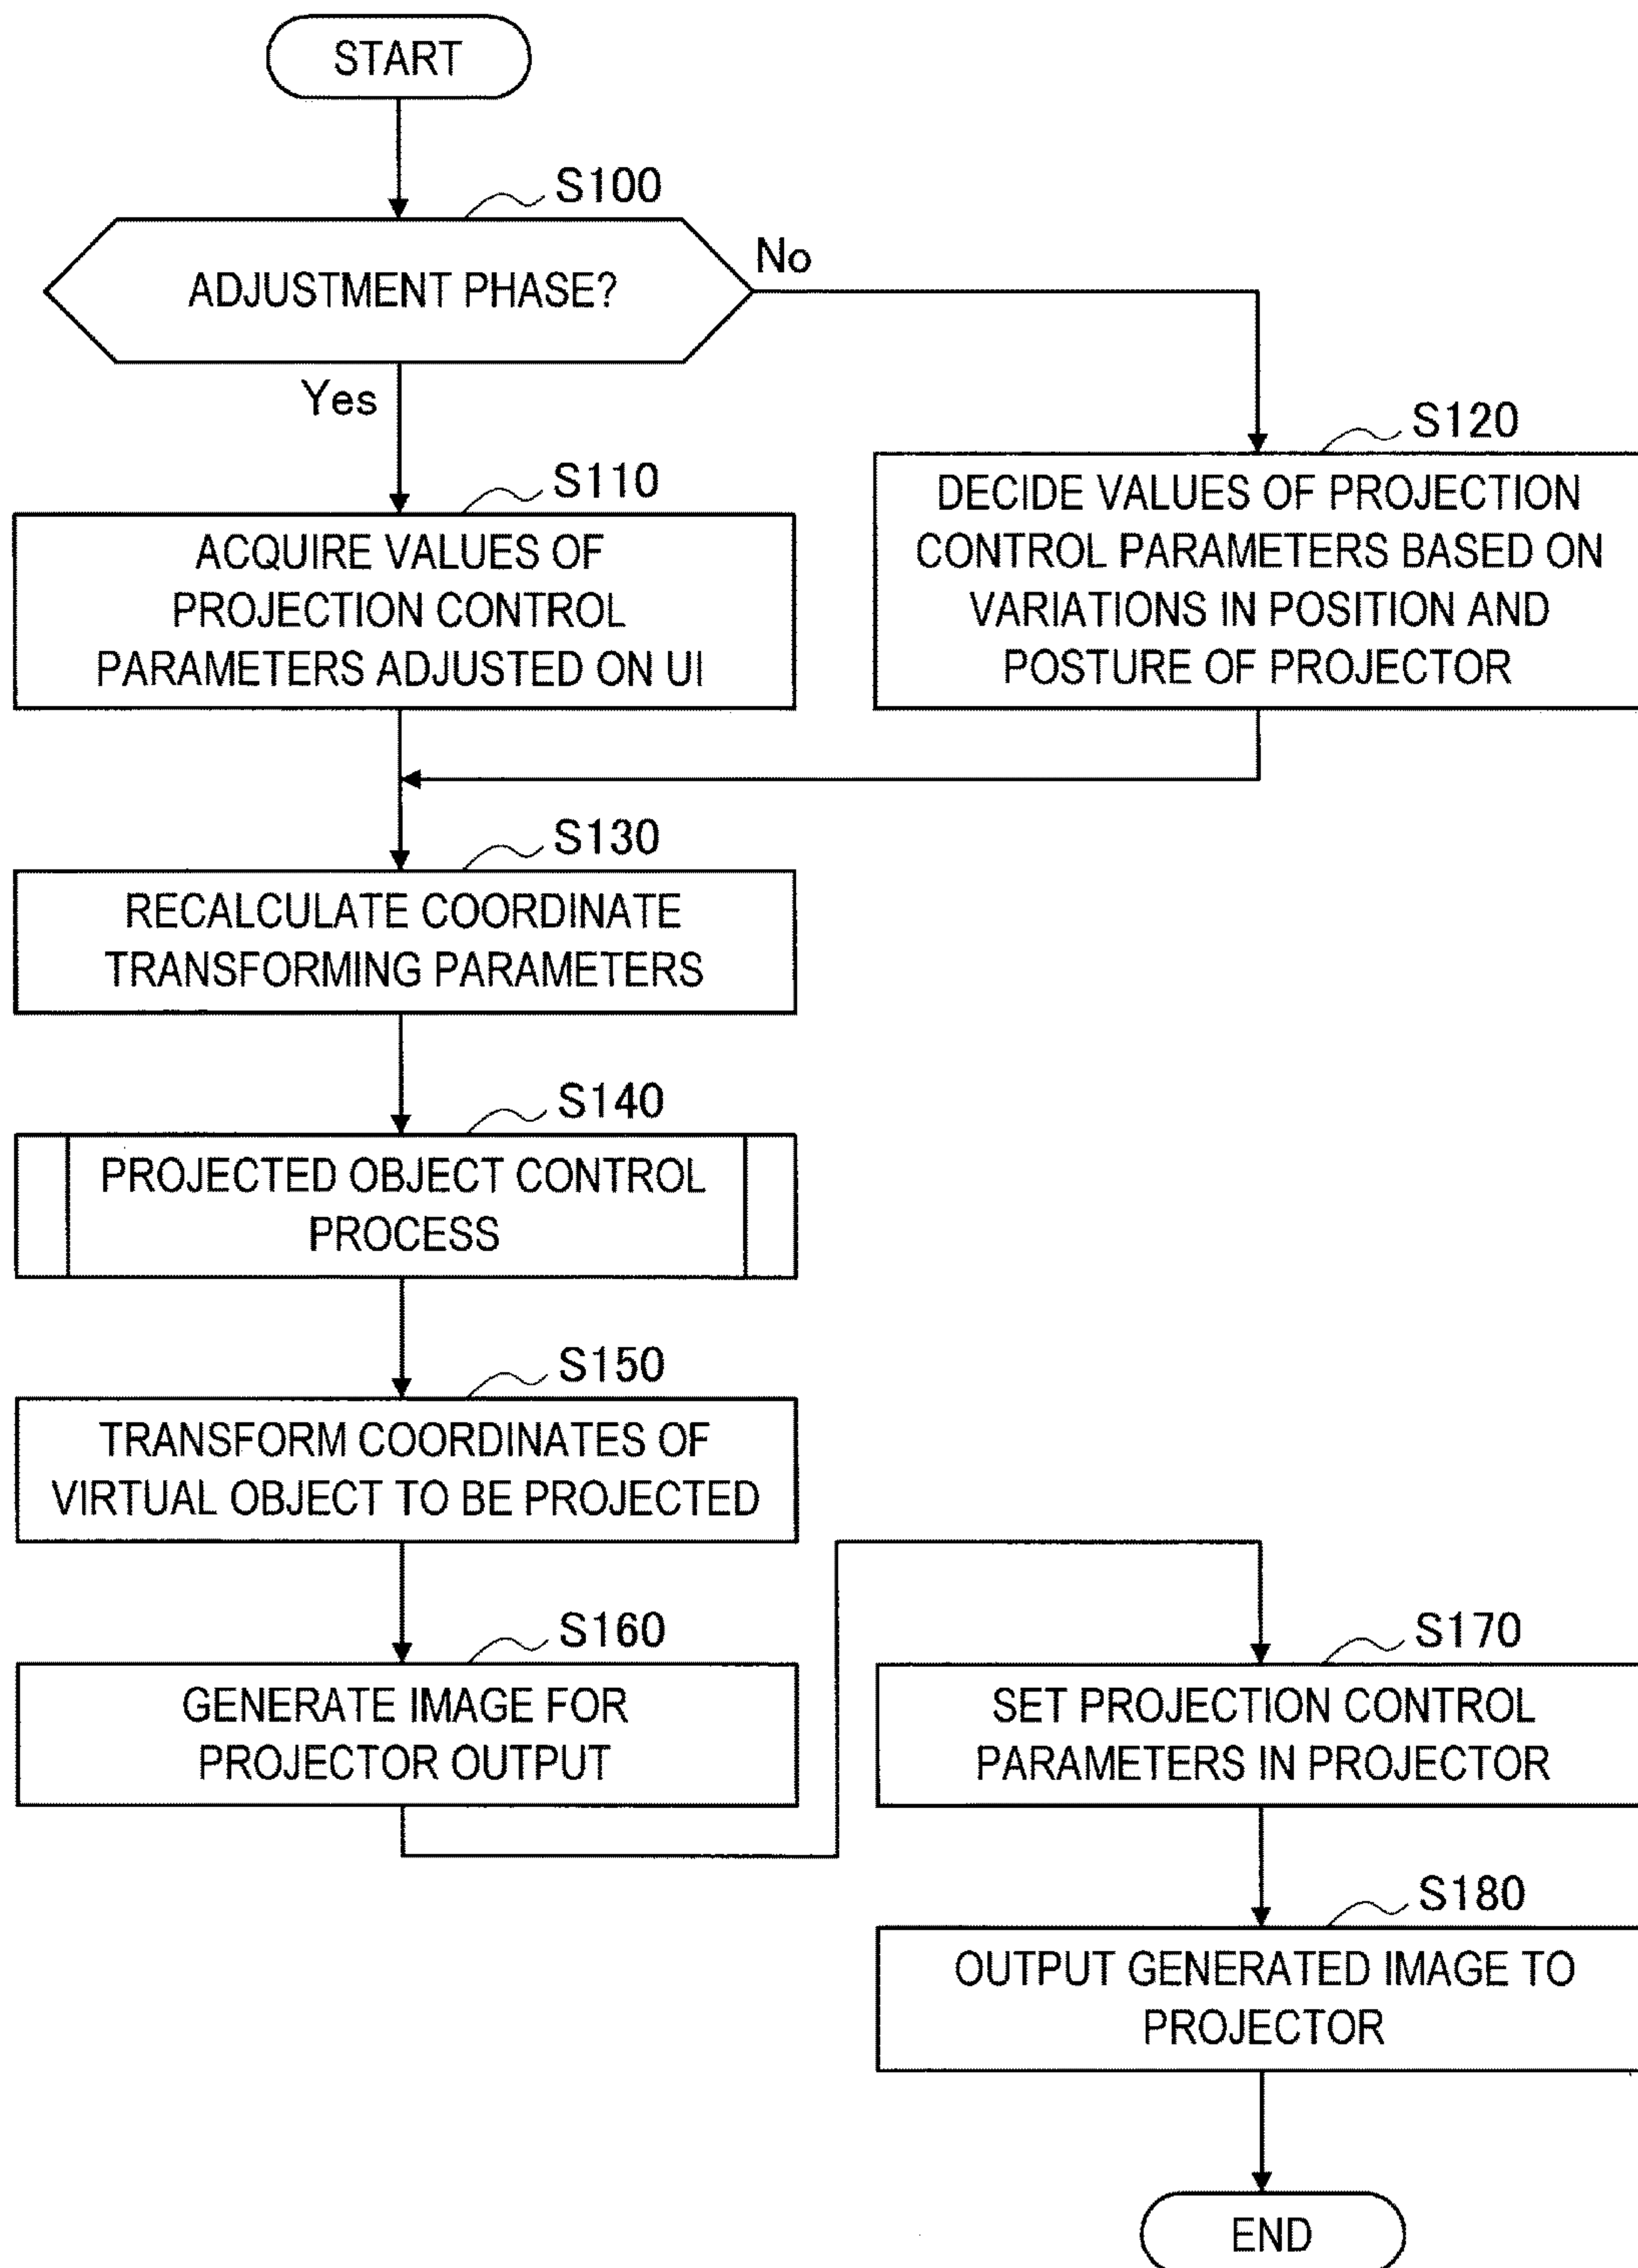 START
S100
ADJUSTMENT PHASE?
No
Yes
S110
ACQUIRE VALUES OF
PROJECTION CONTROL
PARAMETERS ADJUSTED ON UI
S120
DECIDE VALUES OF PROJECTION
CONTROL PARAMETERS BASED ON
VARIATIONS IN POSITION AND
POSTURE OF PROJECTOR
S130
RECALCULATE COORDINATE
TRANSFORMING PARAMETERS
S140
PROJECTED OBJECT CONTROL
PROCESS
S150
TRANSFORM COORDINATES OF
VIRTUAL OBJECT TO BE PROJECTED
S160
GENERATE IMAGE FOR
PROJECTOR OUTPUT
S170
SET PROJECTION CONTROL
PARAMETERS IN PROJECTOR
S180
OUTPUT GENERATED IMAGE TO
PROJECTOR
END